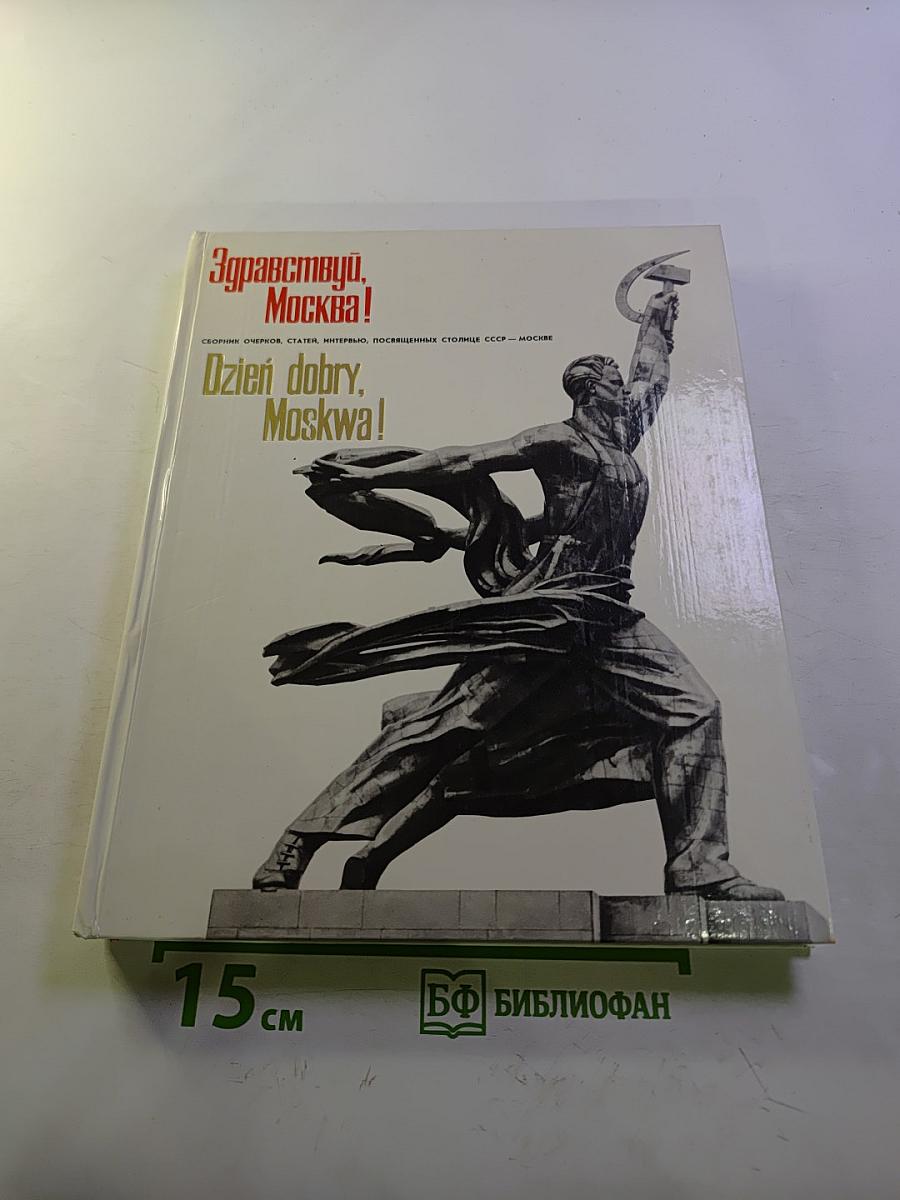 Здравствуй,
Москва!
СБОРНИК ОЧЕРКОВ, СТАТЕЙ, ИНТЕРВЬЮ, ПОСВЯЩЕННЫХ СТОЛИЦЕ СССР — МОСКВЕ
Dzień dobry,
Moskwa!
15 см
БФ БИБЛИОФАН